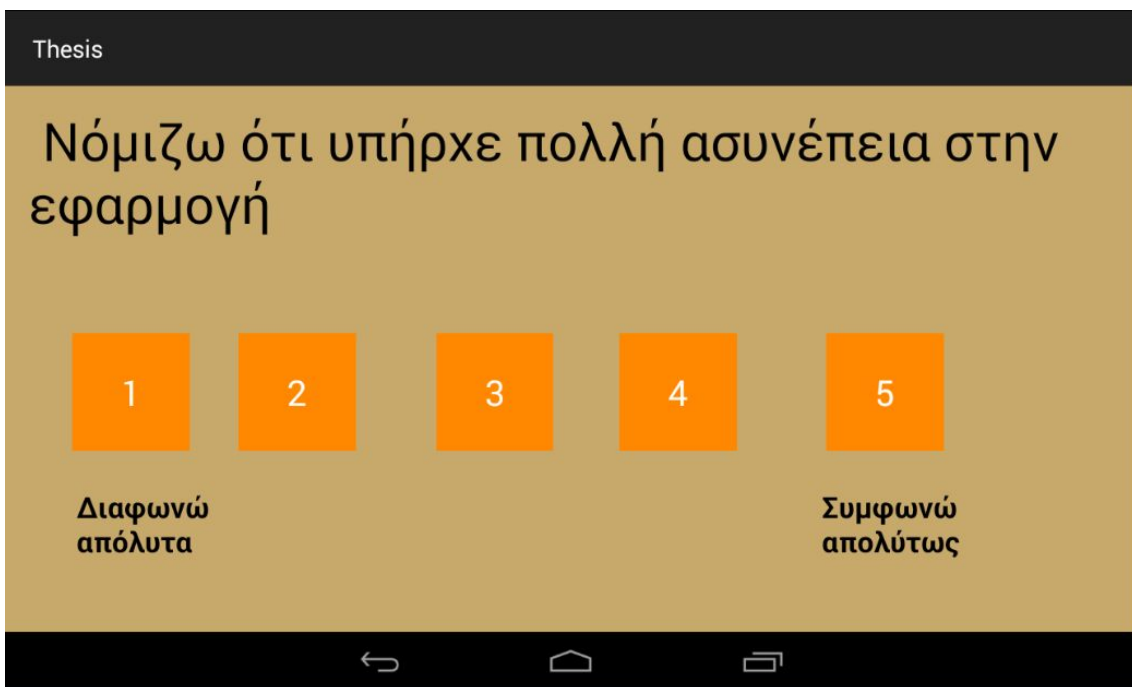 Thesis
Νόμιζω ότι υπήρχε πολλή ασυνέπεια στην
εφαρμογή
1 2 3 4 5
Διαφωνώ Συμφωνώ
απόλυτα απολύτως